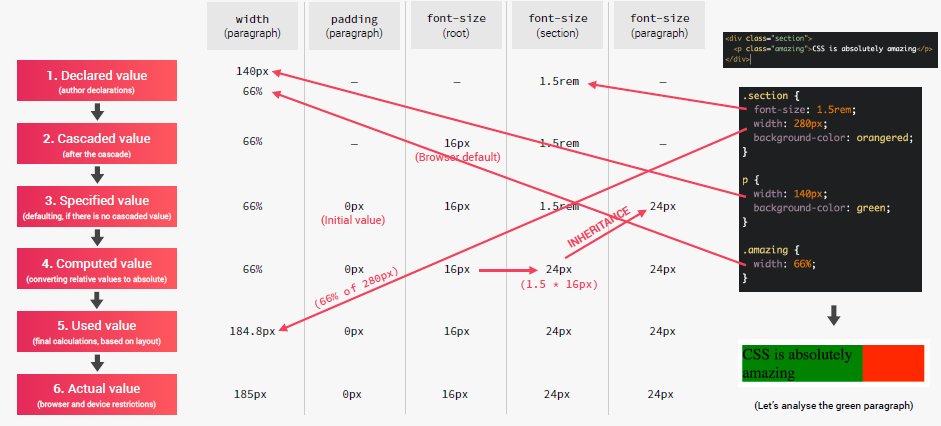 width
(paragraph)
padding
(paragraph)
font-size
(root)
font-size
(section)
font-size
(paragraph)
<div class="section">
<p class="amazing">CSS is absolutely amazing</p>
</div>
1. Declared value
(author declarations)
140px
66%
–
–
1.5rem
–
2. Cascaded value
(after the cascade)
66%
–
16px
(Browser default)
1.5rem
–
3. Specified value
(defaulting, if there is no cascaded value)
66%
0px
(Initial value)
16px
1.5rem
24px
INHERITANCE
4. Computed value
(converting relative values to absolute)
66%
0px
16px
24px
(1.5 * 16px)
24px
(66% of 280px)
5. Used value
(final calculations, based on layout)
184.8px
0px
16px
24px
24px
6. Actual value
(browser and device restrictions)
185px
0px
16px
24px
24px
.section {
font-size: 1.5rem;
width: 280px;
background-color: orangered;
}
p {
width: 140px;
background-color: green;
}
.amazing {
width: 66%;
}
CSS is absolutely
amazing
(Let's analyse the green paragraph)